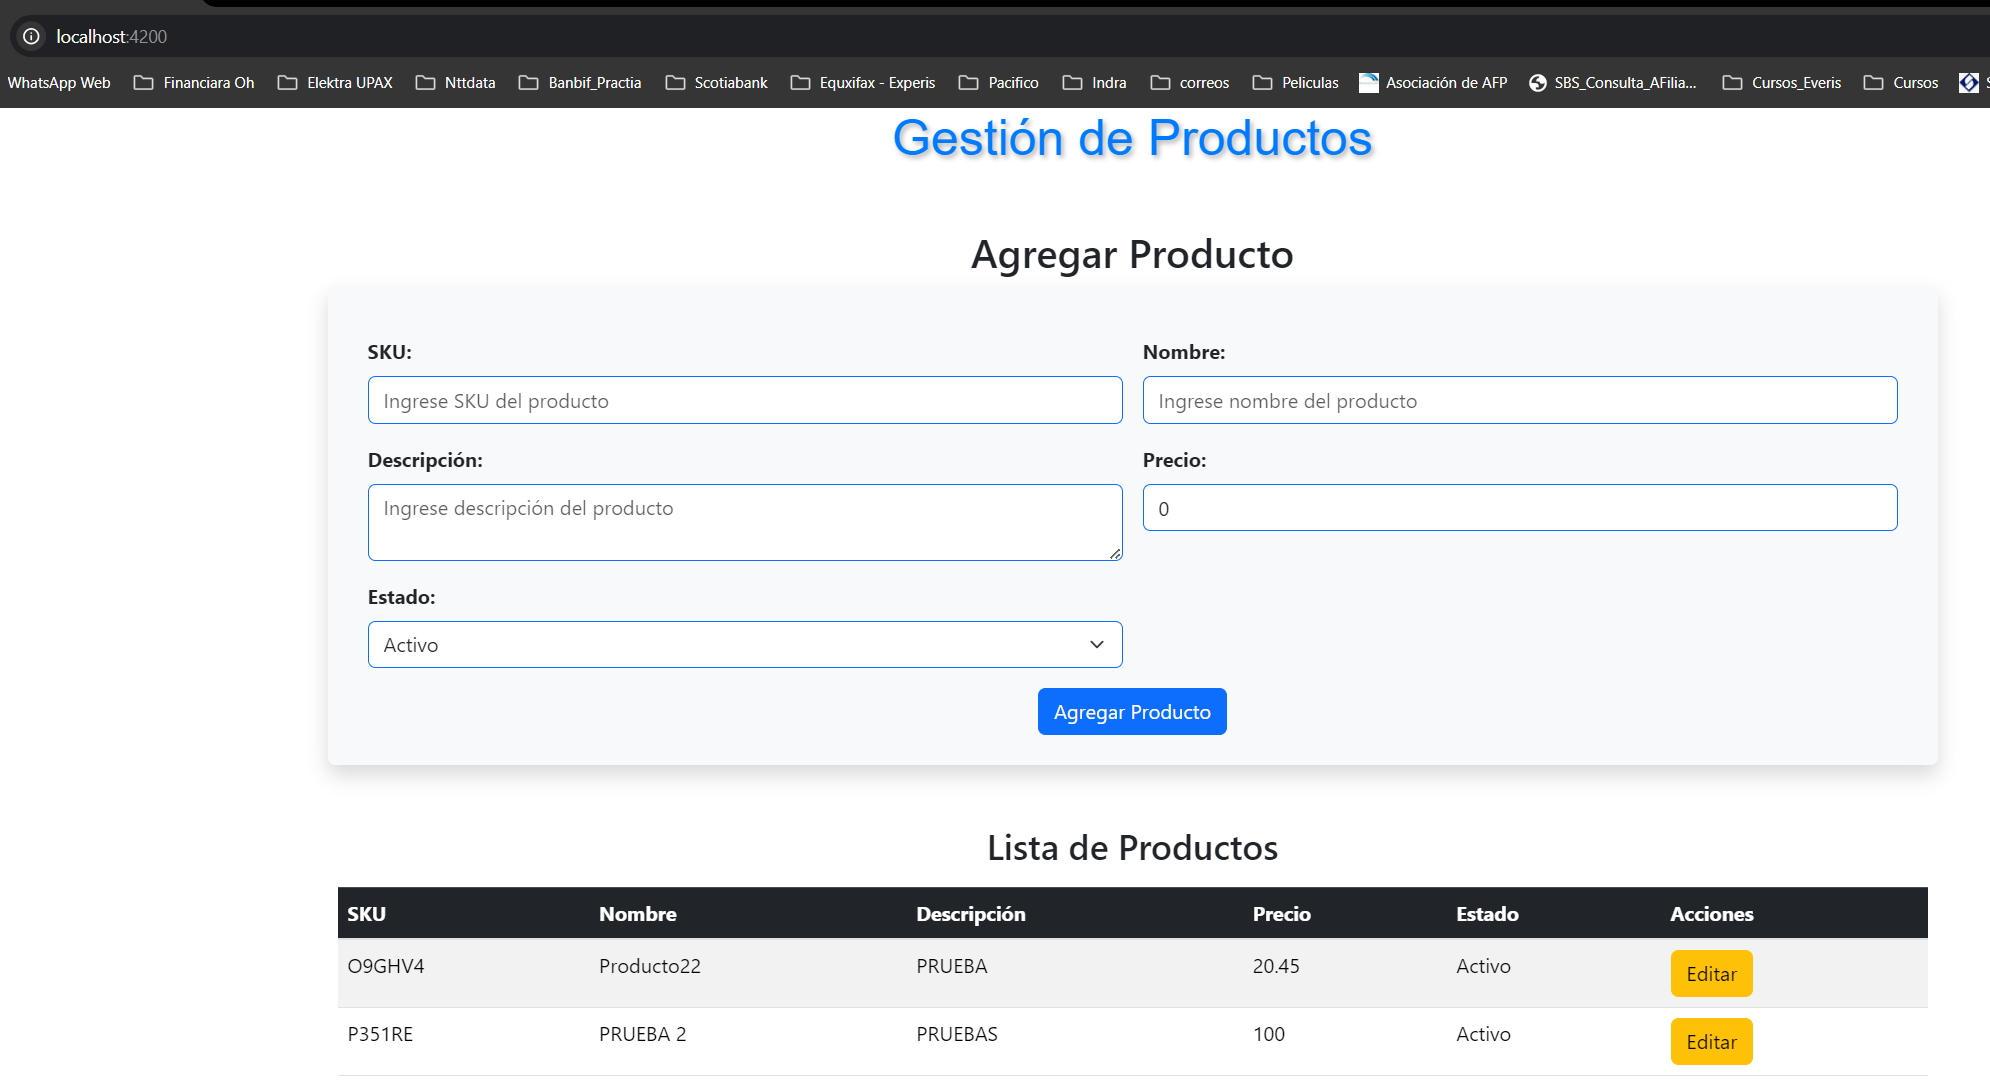 localhost:4200
WhatsApp Web Financiara Oh Elektra UPAX Nttdata Banbif_Practia Scotiabank Equxifax - Experis Pacifico Indra correos Peliculas Asociación de AFP SBS_Consulta_AFilia... Cursos_Everis Cursos S
Gestión de Productos
Agregar Producto
SKU: Nombre:
Ingrese SKU del producto Ingrese nombre del producto
Descripción: Precio:
Ingrese descripción del producto 0
Estado:
Activo
Agregar Producto
Lista de Productos
SKU Nombre Descripción Precio Estado Acciones
O9GHV4 Producto22 PRUEBA 20.45 Activo Editar
P351RE PRUEBA 2 PRUEBAS 100 Activo Editar